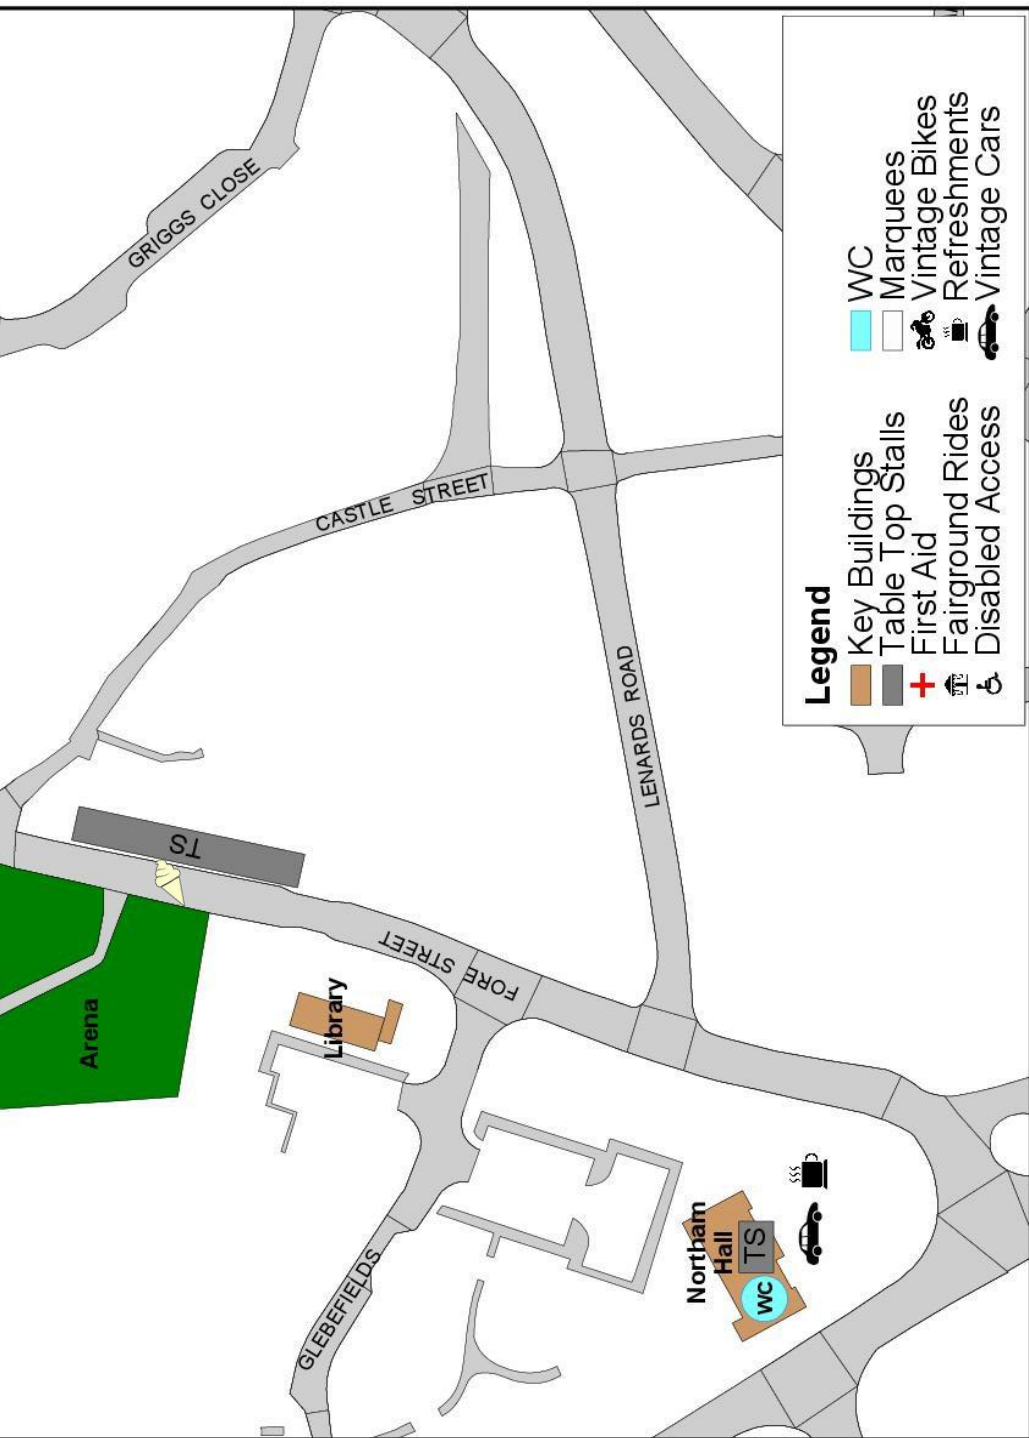 GRIGGS CLOSE
CASTLE STREET
LENARDS ROAD
TS
FORE STREET
Arena
Library
GLEBEFIELDS
Northam
Hall
TS
WC
Legend
Key Buildings
Table Top Stalls
First Aid
Fairground Rides
Disabled Access
WC
Marquees
Vintage Bikes
Refreshments
Vintage Cars